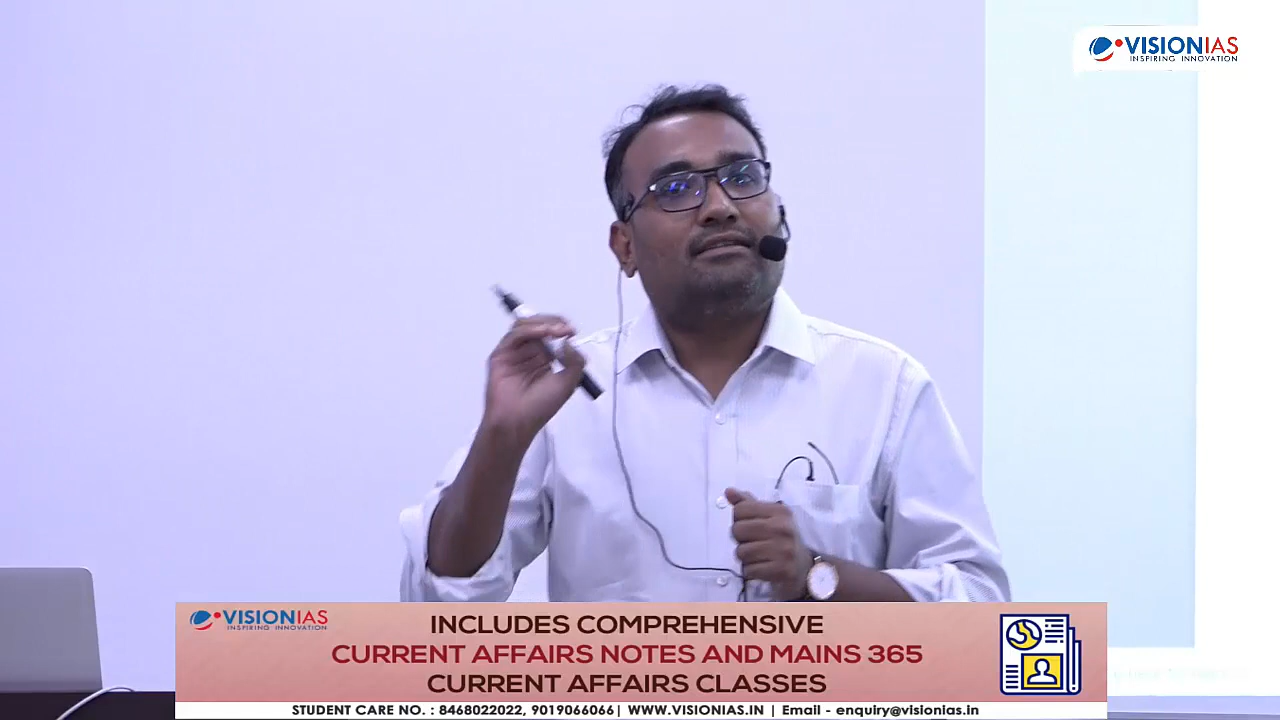 VISIONIAS
INSPIRING INNOVATION
VISIONIAS
INSPIRING INNOVATION
INCLUDES COMPREHENSIVE
CURRENT AFFAIRS NOTES AND MAINS 365
CURRENT AFFAIRS CLASSES
STUDENT CARE NO. : 8468022022, 9019066066| WWW.VISIONIAS.IN | Email - enquiry@visionias.in